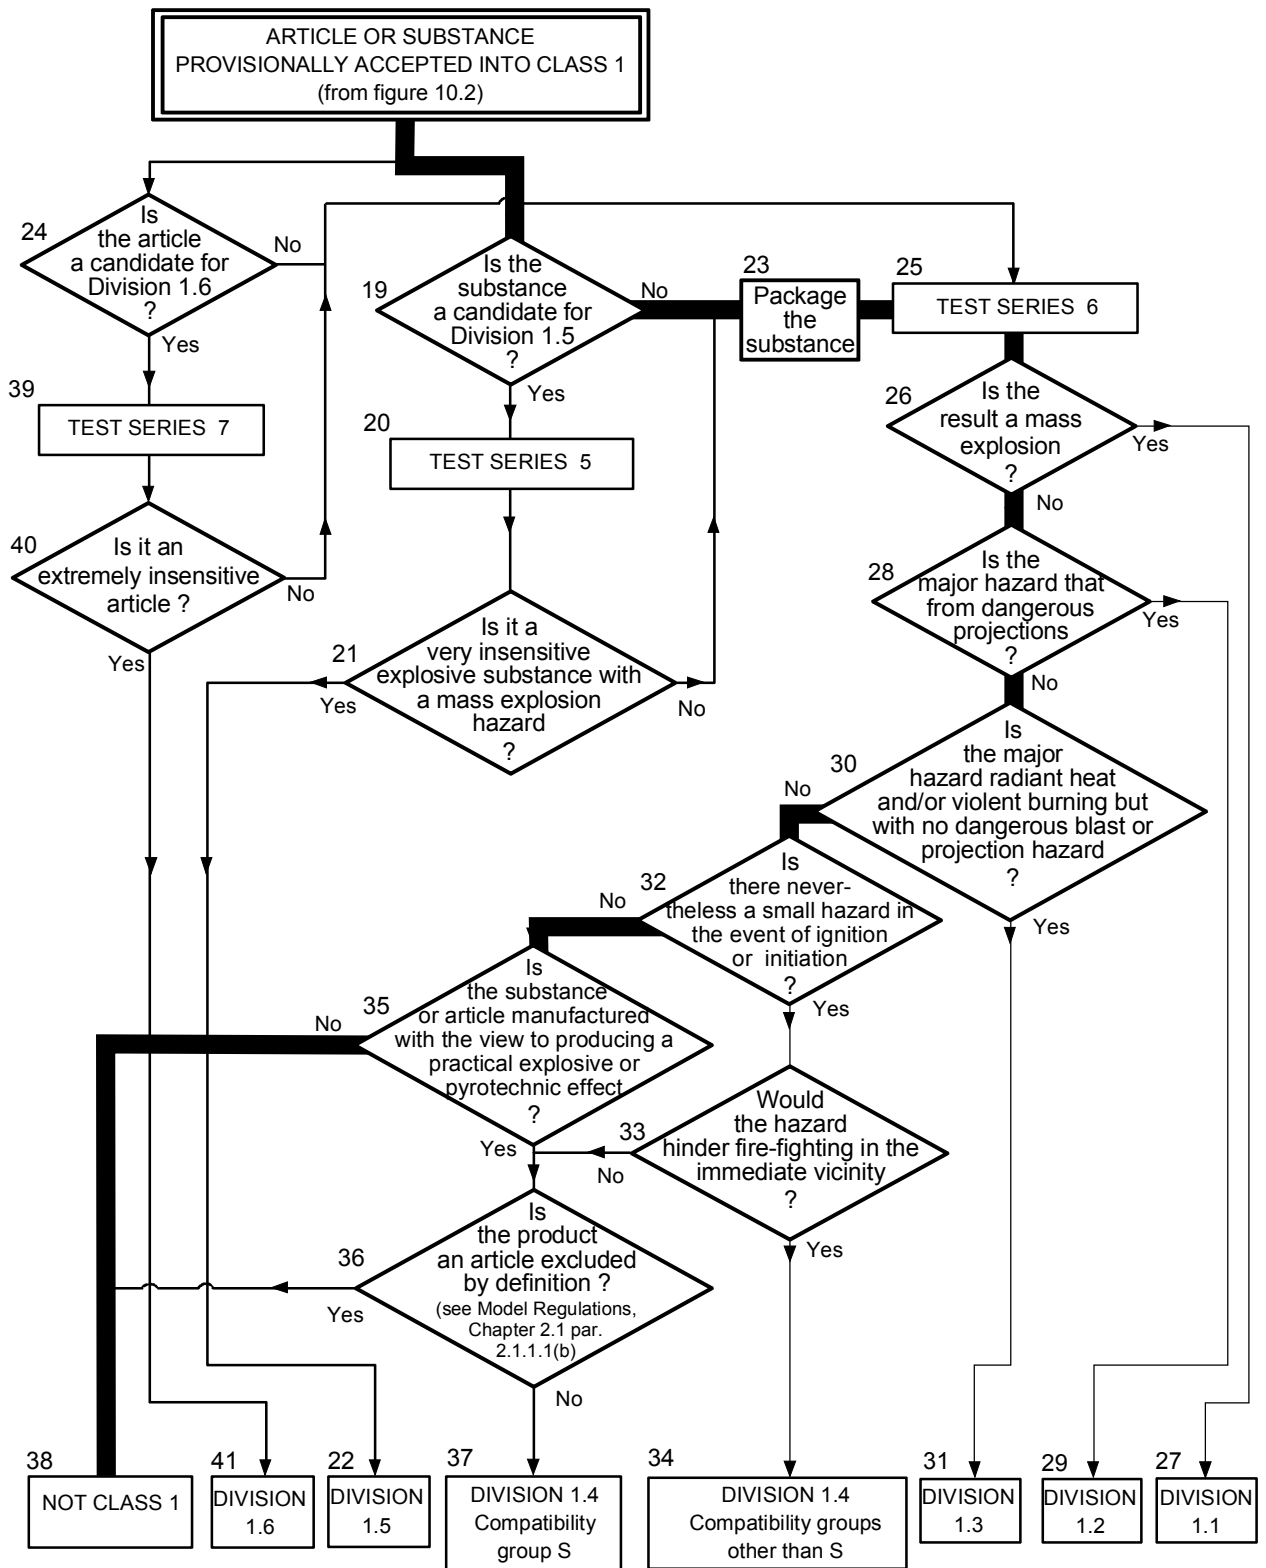 ARTICLE OR SUBSTANCE
PROVISIONALLY ACCEPTED INTO CLASS 1
(from figure 10.2)
24
Is
the article
a candidate for
Division 1.6
?
No
Yes
39
TEST SERIES 7
40
Is it an
extremely insensitive
article ?
No
Yes
19
Is the
substance
a candidate for
Division 1.5
?
No
Yes
20
TEST SERIES 5
21
Is it a
very insensitive
explosive substance with
a mass explosion
hazard
?
Yes
No
23
Package
the
substance
25
TEST SERIES 6
26
Is the
result a mass
explosion
?
Yes
No
28
Is the
major hazard that
from dangerous
projections
?
Yes
No
30
Is
the major
hazard radiant heat
and/or violent burning but
with no dangerous blast or
projection hazard
?
No
Yes
32
Is
there never-
theless a small hazard in
the event of ignition
or initiation
?
No
Yes
35
Is
the substance
or article manufactured
with the view to producing a
practical explosive or
pyrotechnic effect
?
No
Yes
33
Would
the hazard
hinder fire-fighting in the
immediate vicinity
?
No
Yes
36
Is
the product
an article excluded
by definition ?
(see Model Regulations,
Chapter 2.1 par.
2.1.1.1(b)
Yes
No
38
NOT CLASS 1
41
DIVISION
1.6
22
DIVISION
1.5
37
DIVISION 1.4
Compatibility
group S
34
DIVISION 1.4
Compatibility groups
other than S
31
DIVISION
1.3
29
DIVISION
1.2
27
DIVISION
1.1